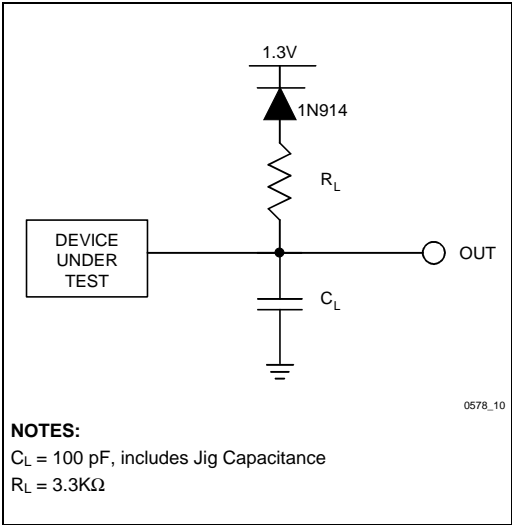 1.3V
1N914
R_L
DEVICE
UNDER
TEST
OUT
C_L
0578_10
NOTES:
C_L = 100 pF, includes Jig Capacitance
R_L = 3.3KΩ